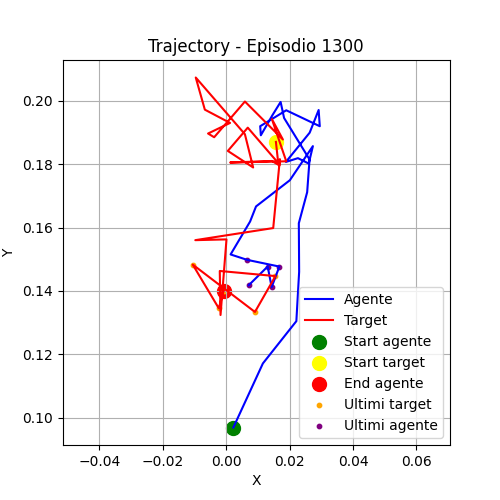 Trajectory - Episodio 1300
Y
0.20
0.18
0.16
0.14
0.12
0.10
−0.04
−0.02
0.00
0.02
0.04
0.06
X
Agente
Target
Start agente
Start target
End agente
Ultimi target
Ultimi agente